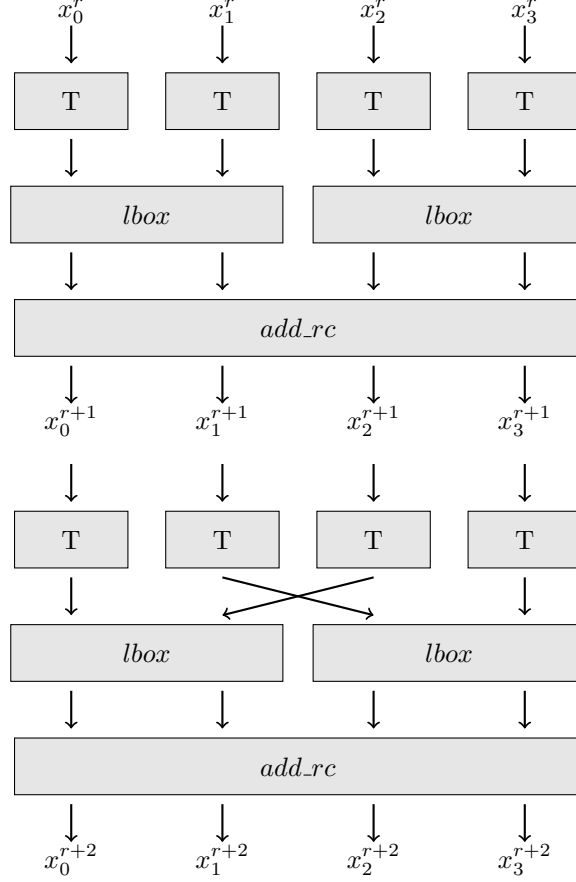 x_0^r x_1^r x_2^r x_3^r
T T T T
lbox lbox
add_rc
x_0^{r+1} x_1^{r+1} x_2^{r+1} x_3^{r+1}
T T T T
lbox lbox
add_rc
x_0^{r+2} x_1^{r+2} x_2^{r+2} x_3^{r+2}